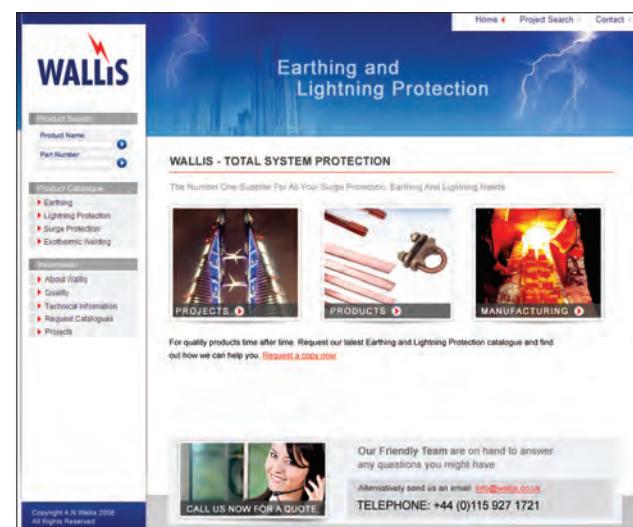 Home Project Search Contact
WALLiS
Earthing and
Lightning Protection
Product Search
Product Name
Part Number
Product Catalogue
Earthing
Lightning Protection
Surge Protection
Exothermic Welding
Information
About Wallis
Quality
Technical Information
Request Catalogues
Projects
WALLIS - TOTAL SYSTEM PROTECTION
The Number One Supplier For All Your Surge Protection, Earthing And Lightning Needs
PROJECTS
PRODUCTS
MANUFACTURING
For quality products time after time. Request our latest Earthing and Lightning Protection catalogue and find
out how we can help you. Request a copy now
CALL US NOW FOR A QUOTE
Our Friendly Team are on hand to answer
any questions you might have
Alternatively send us an email info@wallis.co.uk
TELEPHONE: +44 (0)115 927 1721
Copyright A.N.Wallis 2008
All Rights Reserved